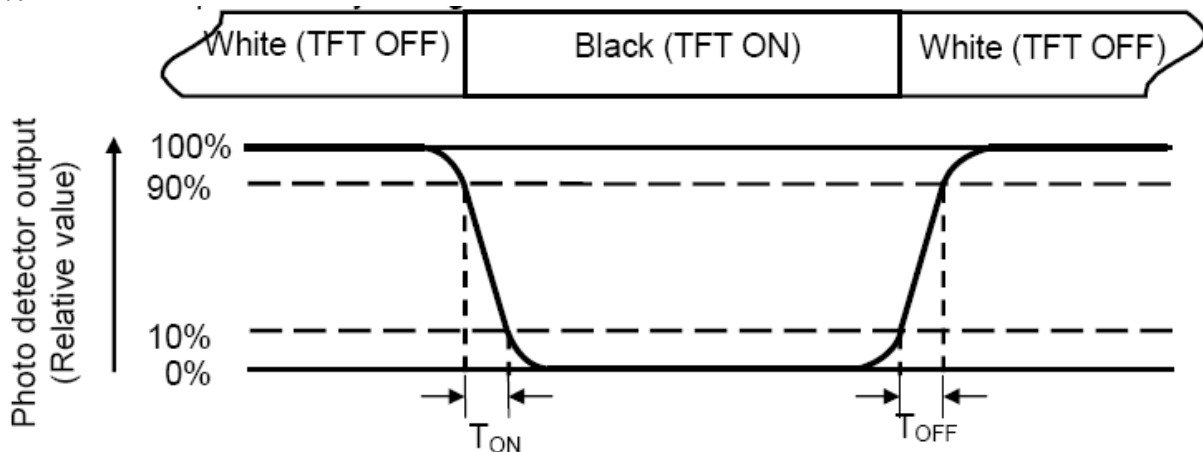 White (TFT OFF)
Black (TFT ON)
White (TFT OFF)
Photo detector output
(Relative value)
100%
90%
10%
0%
TON
TOFF